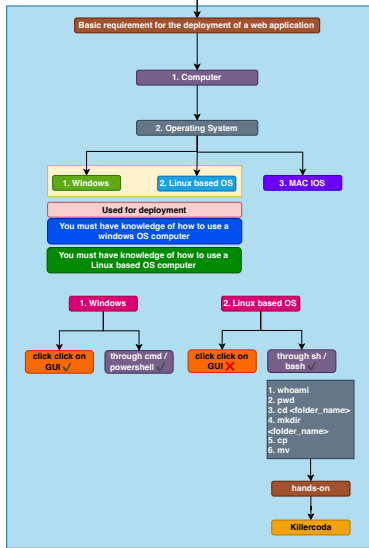 Basic requirement for the deployment of a web application
1. Computer
2. Operating System
1. Windows
2. Linux based OS
3. MAC IOS
Used for deployment
You must have knowledge of how to use a
windows OS computer
You must have knowledge of how to use a
Linux based OS computer
1. Windows
2. Linux based OS
click click on
GUI ✓
through cmd /
powershell ✓
click click on
GUI ❌
through sh /
bash ✓
1. whoami
2. pwd
3. cd <folder_name>
4. mkdir
<folder_name>
5. cp
6. mv
hands-on
Killercoda